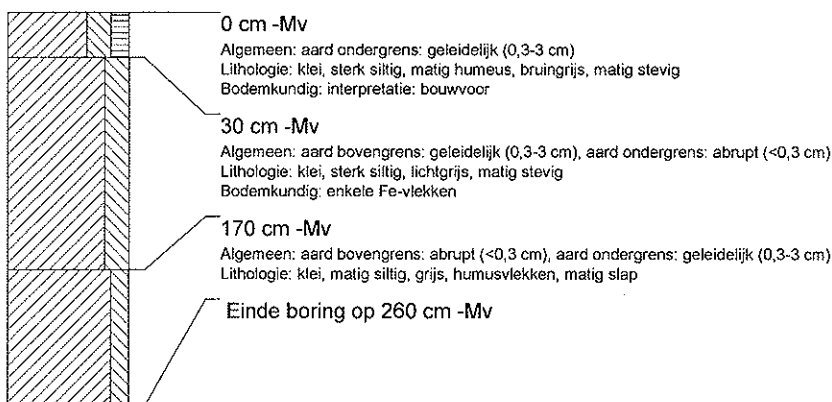 0 cm -Mv
Algemeen: aard ondergrens: geleidelijk (0,3-3 cm)
Lithologie: klei, sterk siltig, matig humeus, bruingrijs, matig stevig
Bodemkundig: interpretatie: bouwvoor
30 cm -Mv
Algemeen: aard bovengrens: geleidelijk (0,3-3 cm), aard ondergrens: abrupt (<0,3 cm)
Lithologie: klei, sterk siltig, lichtgrijs, matig stevig
Bodemkundig: enkele Fe-vlekken
170 cm -Mv
Algemeen: aard bovengrens: abrupt (<0,3 cm), aard ondergrens: geleidelijk (0,3-3 cm)
Lithologie: klei, matig siltig, grijs, humusvlekken, matig slap
Einde boring op 260 cm -Mv